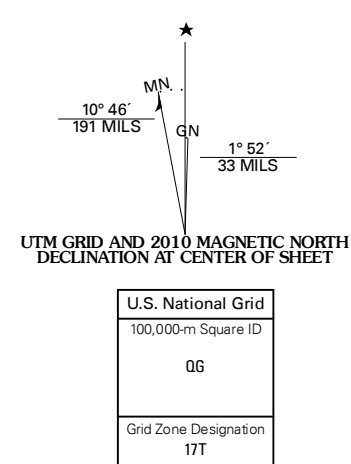 MN
10° 46´
191 MILS
GN
1° 52´
33 MILS
UTM GRID AND 2010 MAGNETIC NORTH
DECLINATION AT CENTER OF SHEET
U.S. National Grid
100,000-m Square ID
QG
Grid Zone Designation
17T